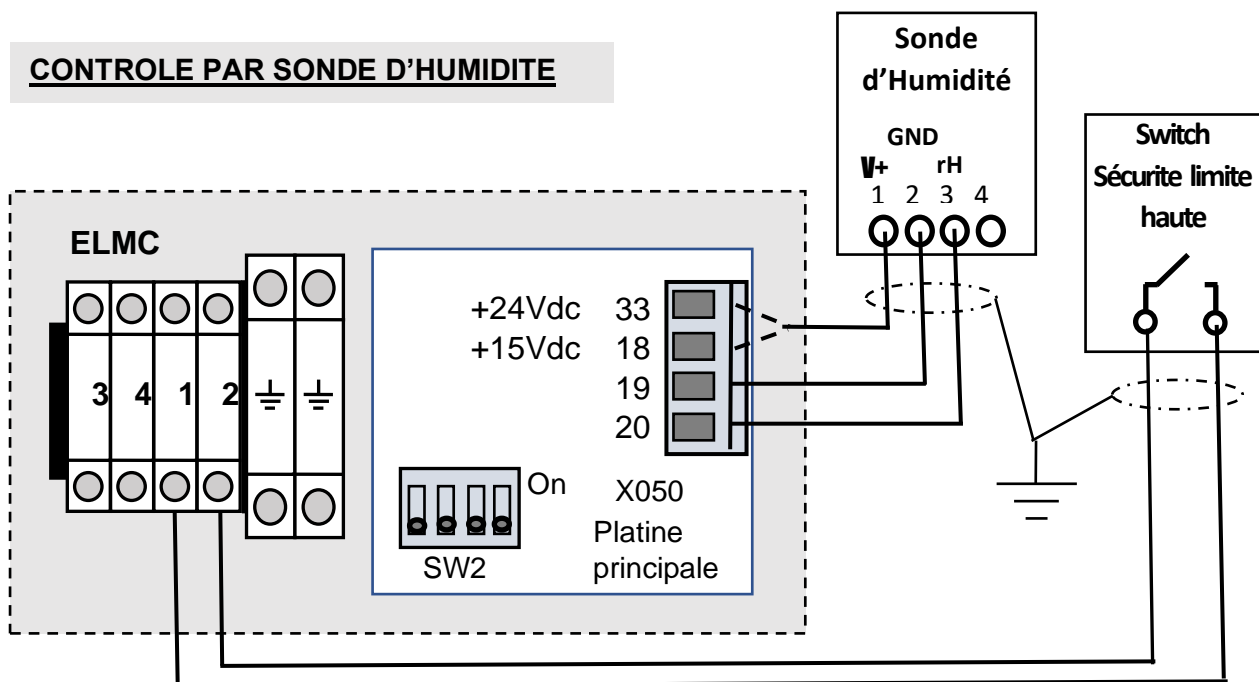 CONTROLE PAR SONDE D'HUMIDITE
Sonde
d'Humidité
GND
V+ rH
1 2 3 4
Switch
Sécurite limite
haute
ELMC
3 4 1 2
+24Vdc 33
+15Vdc 18
19
20
On
SW2
X050
Platine
principale